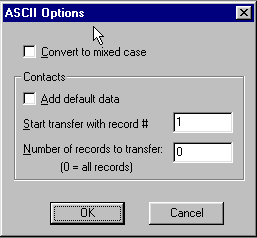 ASCII Options
Convert to mixed case
Contacts
Add default data
Start transfer with record # 1
Number of records to transfer: 0
(0 = all records)
OK Cancel